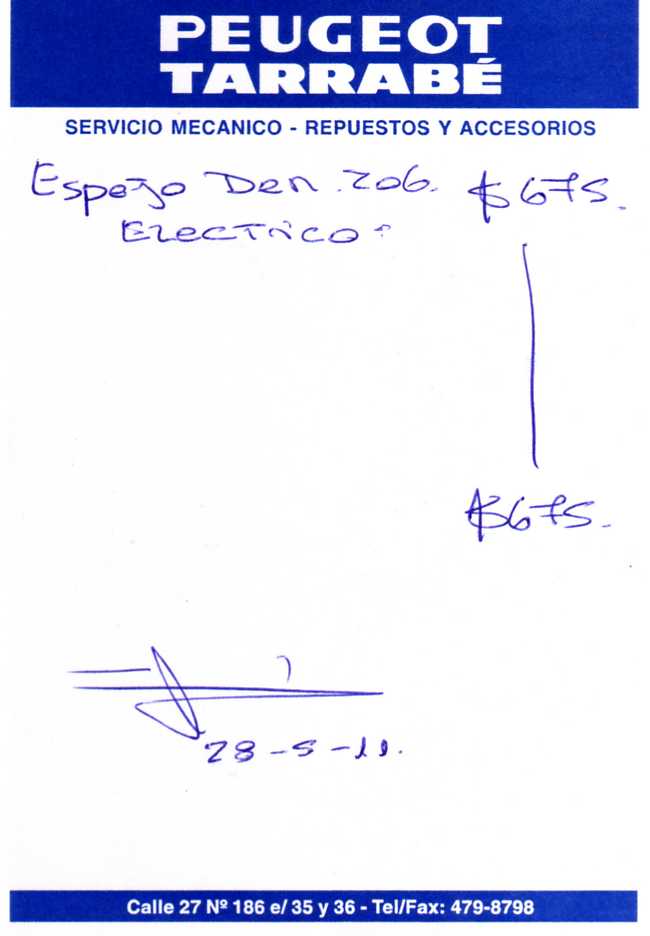 PEUGEOT
TARRABÉ
SERVICIO MECANICO - REPUESTOS Y ACCESORIOS
Espejo Der. 206. $675.
ELECTRICO
$675.
28-5-11.
Calle 27 Nº 186 e/ 35 y 36 - Tel/Fax: 479-8798